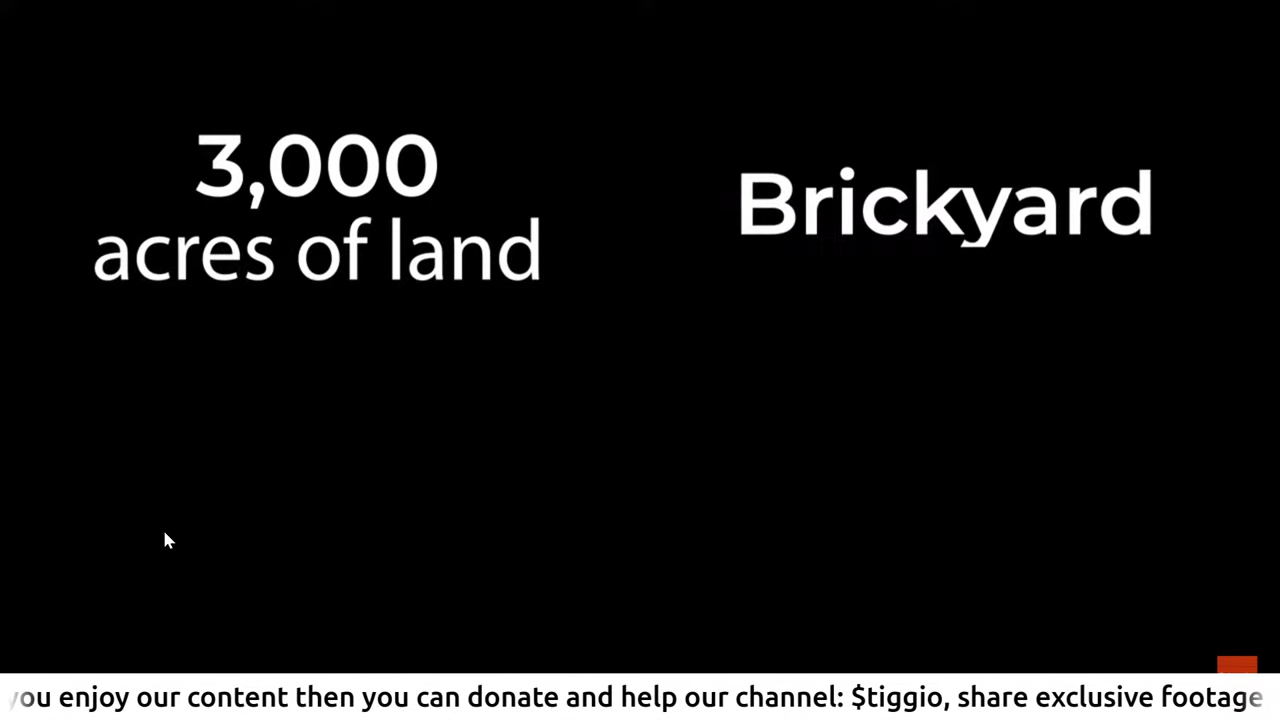 3,000
acres of land
Brickyard
you enjoy our content then you can donate and help our channel: $tiggio, share exclusive footage